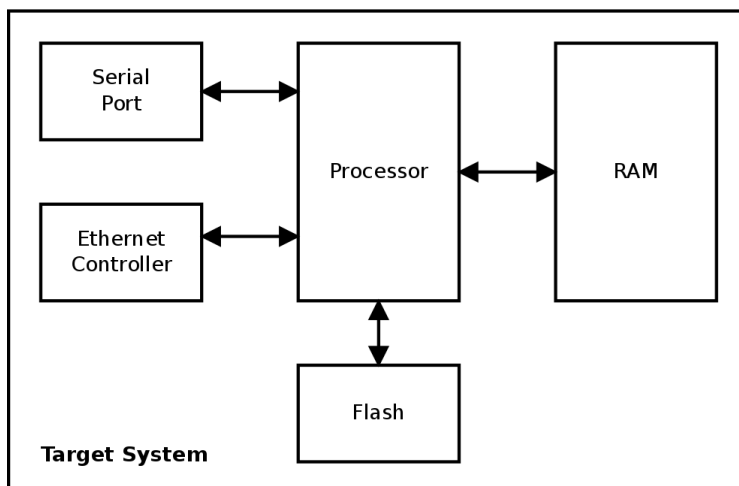 Serial
Port
Processor
RAM
Ethernet
Controller
Flash
Target System